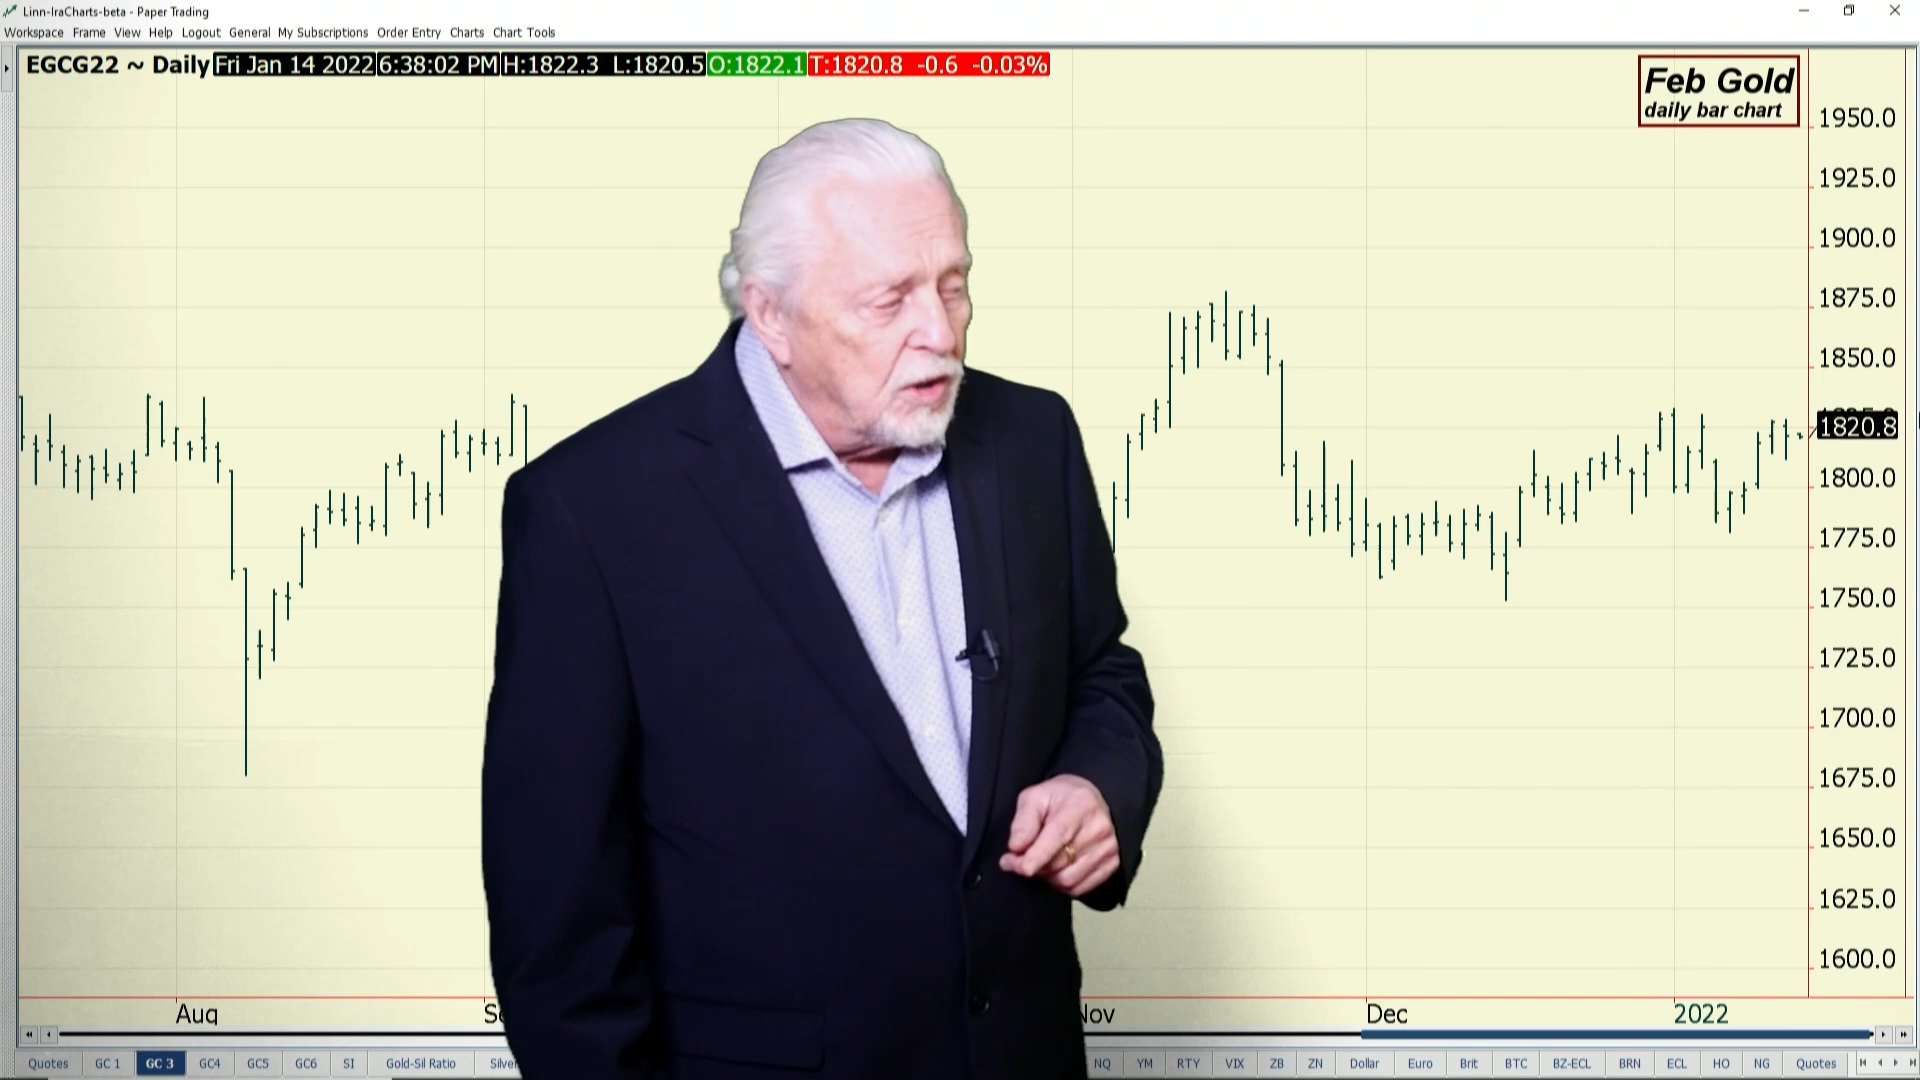 Linn-IraCharts-beta - Paper Trading
Workspace Frame View Help Logout General My Subscriptions Order Entry Charts Chart Tools
EGCG22 ~ Daily Fri Jan 14 2022 6:38:02 PM H:1822.3 L:1820.5 O:1822.1 T:1820.8 -0.6 -0.03%
Feb Gold
daily bar chart
1950.0
1925.0
1900.0
1875.0
1850.0
1820.8
1800.0
1775.0
1750.0
1725.0
1700.0
1675.0
1650.0
1625.0
1600.0
Aug Nov Dec 2022
Quotes GC 1 GC 3 GC4 GC5 GC6 SI Gold-Sil Ratio Silver NQ YM RTY VIX ZB ZN Dollar Euro Brit BTC BZ-ECL BRN ECL HO NG Quotes